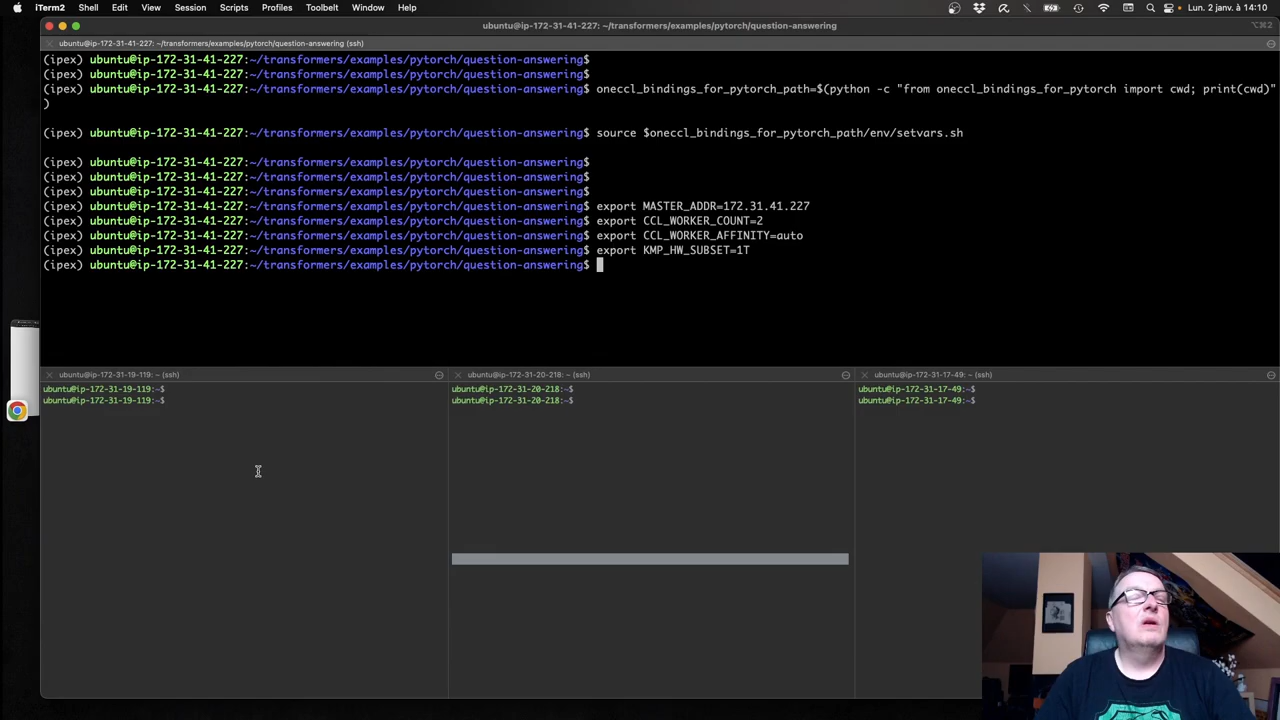 iTerm2 Shell Edit View Session Scripts Profiles Toolbelt Window Help Lun. 2 janv. à 14:10
ubuntu@ip-172-31-41-227: ~/transformers/examples/pytorch/question-answering ⌥⌘2
ubuntu@ip-172-31-41-227: ~/transformers/examples/pytorch/question-answering (ssh)
(ipex) ubuntu@ip-172-31-41-227:~/transformers/examples/pytorch/question-answering$
(ipex) ubuntu@ip-172-31-41-227:~/transformers/examples/pytorch/question-answering$
(ipex) ubuntu@ip-172-31-41-227:~/transformers/examples/pytorch/question-answering$ oneccl_bindings_for_pytorch_path=$(python -c "from oneccl_bindings_for_pytorch import cwd; print(cwd)"
)
(ipex) ubuntu@ip-172-31-41-227:~/transformers/examples/pytorch/question-answering$ source $oneccl_bindings_for_pytorch_path/env/setvars.sh
(ipex) ubuntu@ip-172-31-41-227:~/transformers/examples/pytorch/question-answering$
(ipex) ubuntu@ip-172-31-41-227:~/transformers/examples/pytorch/question-answering$
(ipex) ubuntu@ip-172-31-41-227:~/transformers/examples/pytorch/question-answering$
(ipex) ubuntu@ip-172-31-41-227:~/transformers/examples/pytorch/question-answering$ export MASTER_ADDR=172.31.41.227
(ipex) ubuntu@ip-172-31-41-227:~/transformers/examples/pytorch/question-answering$ export CCL_WORKER_COUNT=2
(ipex) ubuntu@ip-172-31-41-227:~/transformers/examples/pytorch/question-answering$ export CCL_WORKER_AFFINITY=auto
(ipex) ubuntu@ip-172-31-41-227:~/transformers/examples/pytorch/question-answering$ export KMP_HW_SUBSET=1T
(ipex) ubuntu@ip-172-31-41-227:~/transformers/examples/pytorch/question-answering$
ubuntu@ip-172-31-19-119: ~ (ssh)
ubuntu@ip-172-31-19-119:~$
ubuntu@ip-172-31-19-119:~$
ubuntu@ip-172-31-20-218: ~ (ssh)
ubuntu@ip-172-31-20-218:~$
ubuntu@ip-172-31-20-218:~$
ubuntu@ip-172-31-17-49: ~ (ssh)
ubuntu@ip-172-31-17-49:~$
ubuntu@ip-172-31-17-49:~$